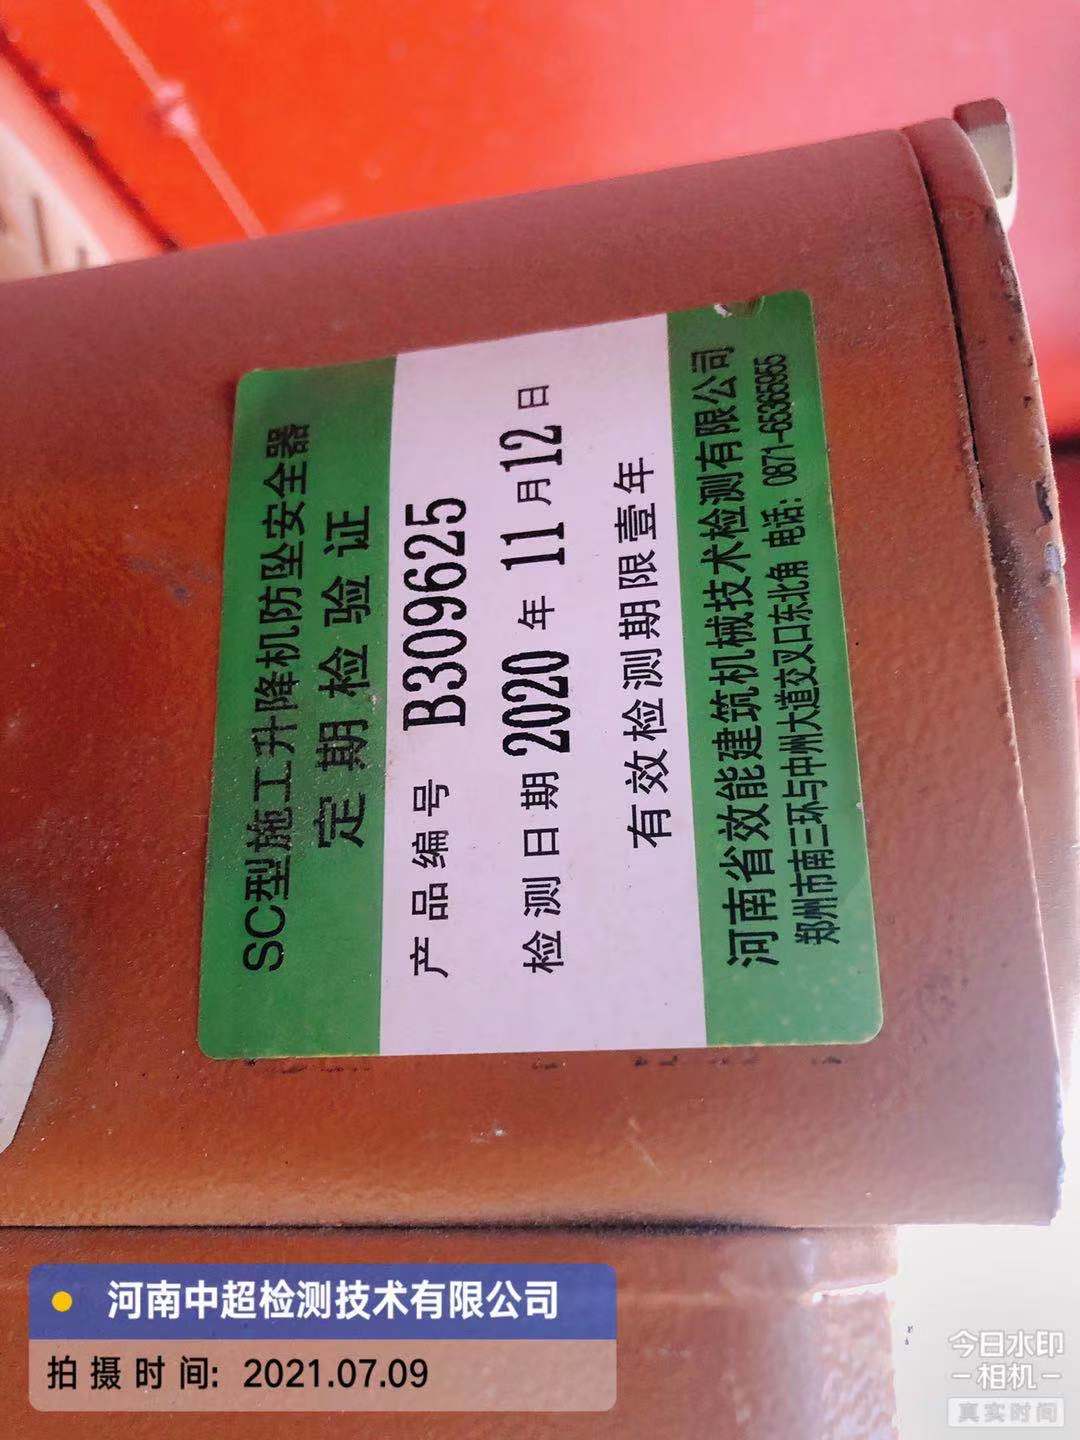 SC型施工升降机防坠安全器
定期检验证
产品编号 B309625
检测日期 2020 年 11 月 12 日
有效检测期限壹年
河南省效能建筑机械技术检测有限公司
郑州市南三环与中州大道交叉口东北角 电话：0871-65365955
河南中超检测技术有限公司
拍摄时间: 2021.07.09
今日水印
相机
真实时间